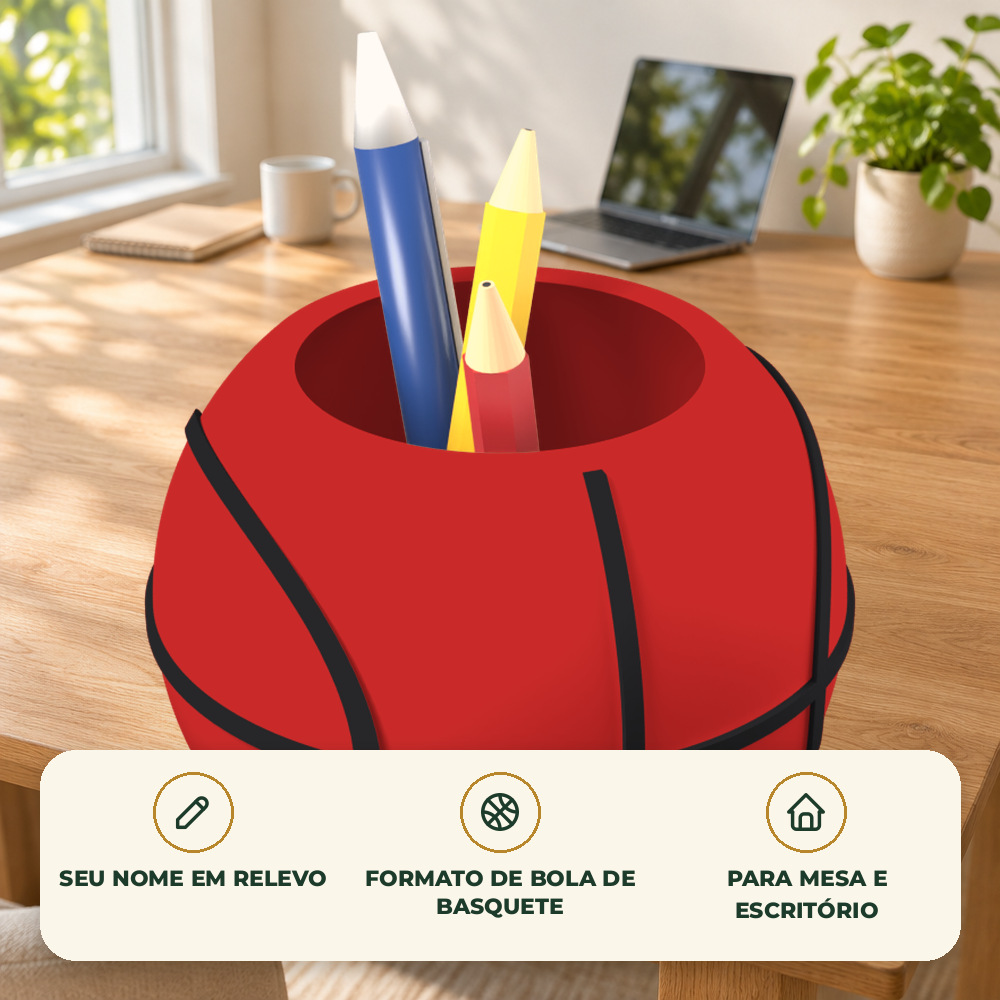 SEU NOME EM RELEVO
FORMATO DE BOLA DE
BASQUETE
PARA MESA E
ESCRITÓRIO